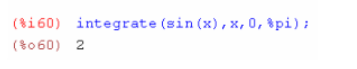 (%i60) integrate(sin(x),x,0,%pi);
(%o60) 2